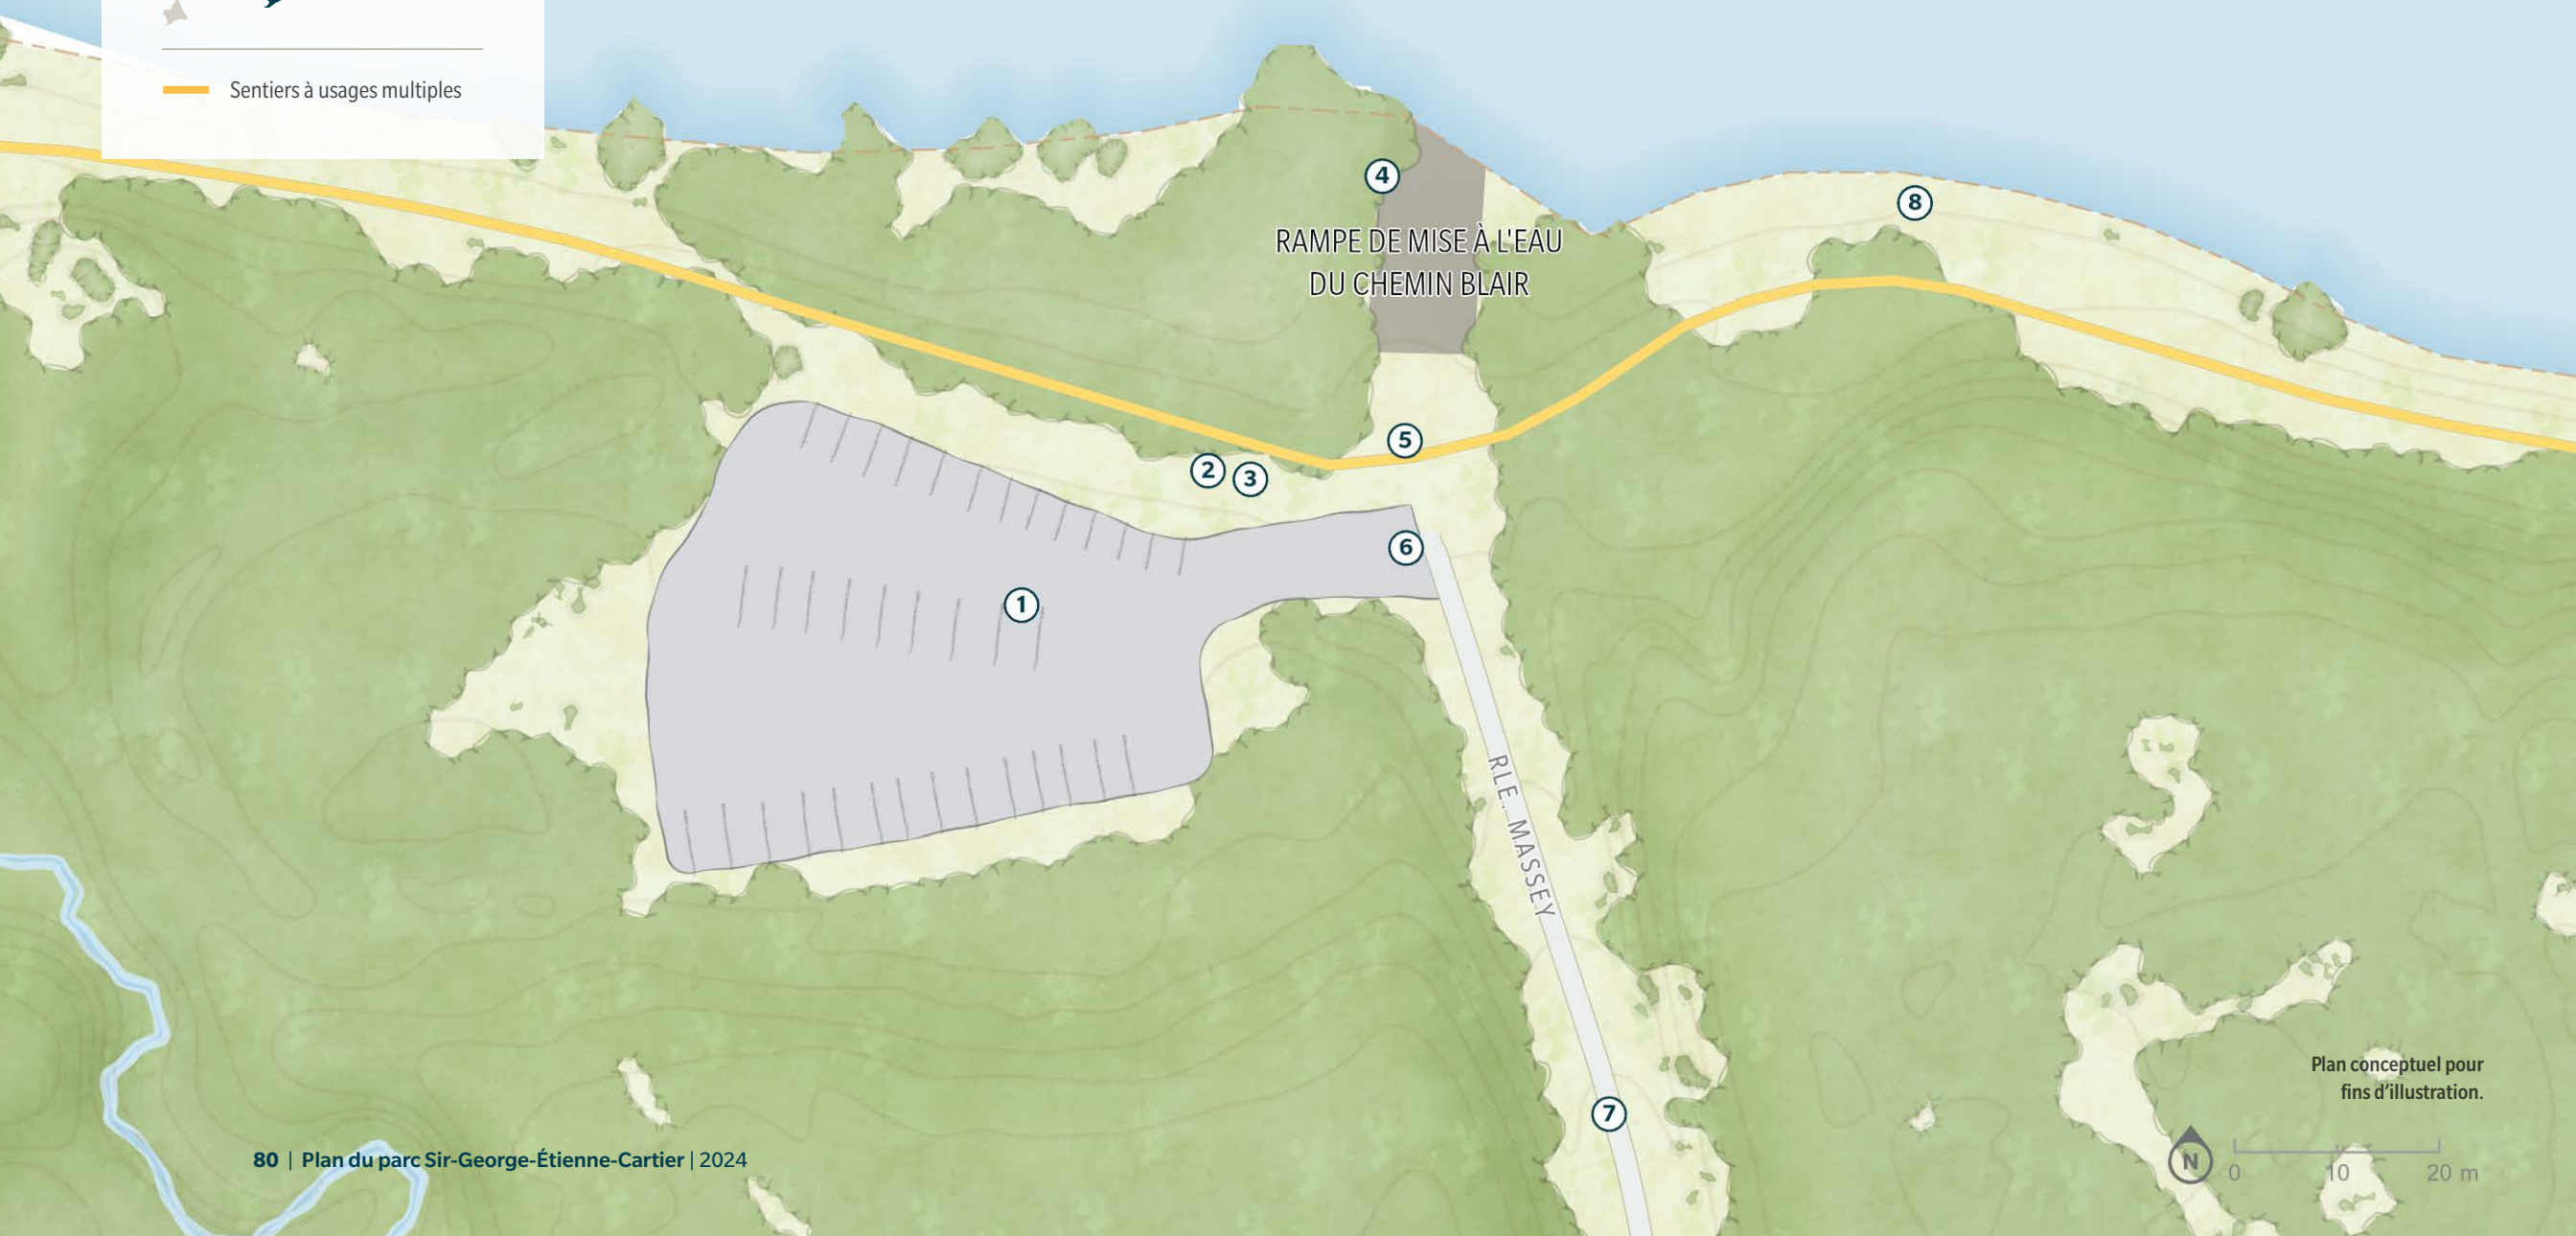 Sentiers à usages multiples
4
8
RAMPE DE MISE À L'EAU
DU CHEMIN BLAIR
5
2
3
6
1
RLE. MASSEY
7
Plan conceptuel pour
fins d’illustration.
N
0 10 20 m
80 | Plan du parc Sir-George-Étienne-Cartier | 2024